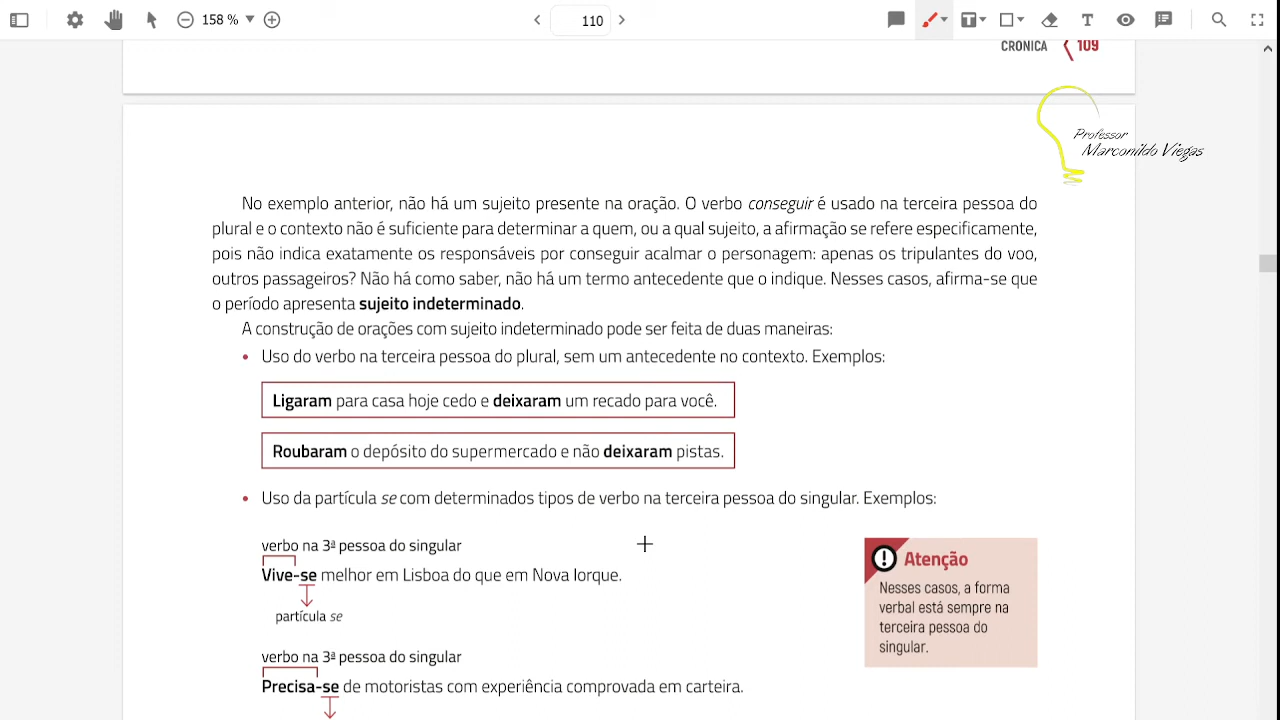 158 %
110
CRÔNICA 109
Professor
Marconildo Viegas
No exemplo anterior, não há um sujeito presente na oração. O verbo conseguir é usado na terceira pessoa do
plural e o contexto não é suficiente para determinar a quem, ou a qual sujeito, a afirmação se refere especificamente,
pois não indica exatamente os responsáveis por conseguir acalmar o personagem: apenas os tripulantes do voo,
outros passageiros? Não há como saber, não há um termo antecedente que o indique. Nesses casos, afirma-se que
o período apresenta sujeito indeterminado.
A construção de orações com sujeito indeterminado pode ser feita de duas maneiras:
• Uso do verbo na terceira pessoa do plural, sem um antecedente no contexto. Exemplos:
Ligaram para casa hoje cedo e deixaram um recado para você.
Roubaram o depósito do supermercado e não deixaram pistas.
• Uso da partícula se com determinados tipos de verbo na terceira pessoa do singular. Exemplos:
verbo na 3ª pessoa do singular
Vive-se melhor em Lisboa do que em Nova Iorque.
partícula se
verbo na 3ª pessoa do singular
Precisa-se de motoristas com experiência comprovada em carteira.
Atenção
Nesses casos, a forma
verbal está sempre na
terceira pessoa do
singular.